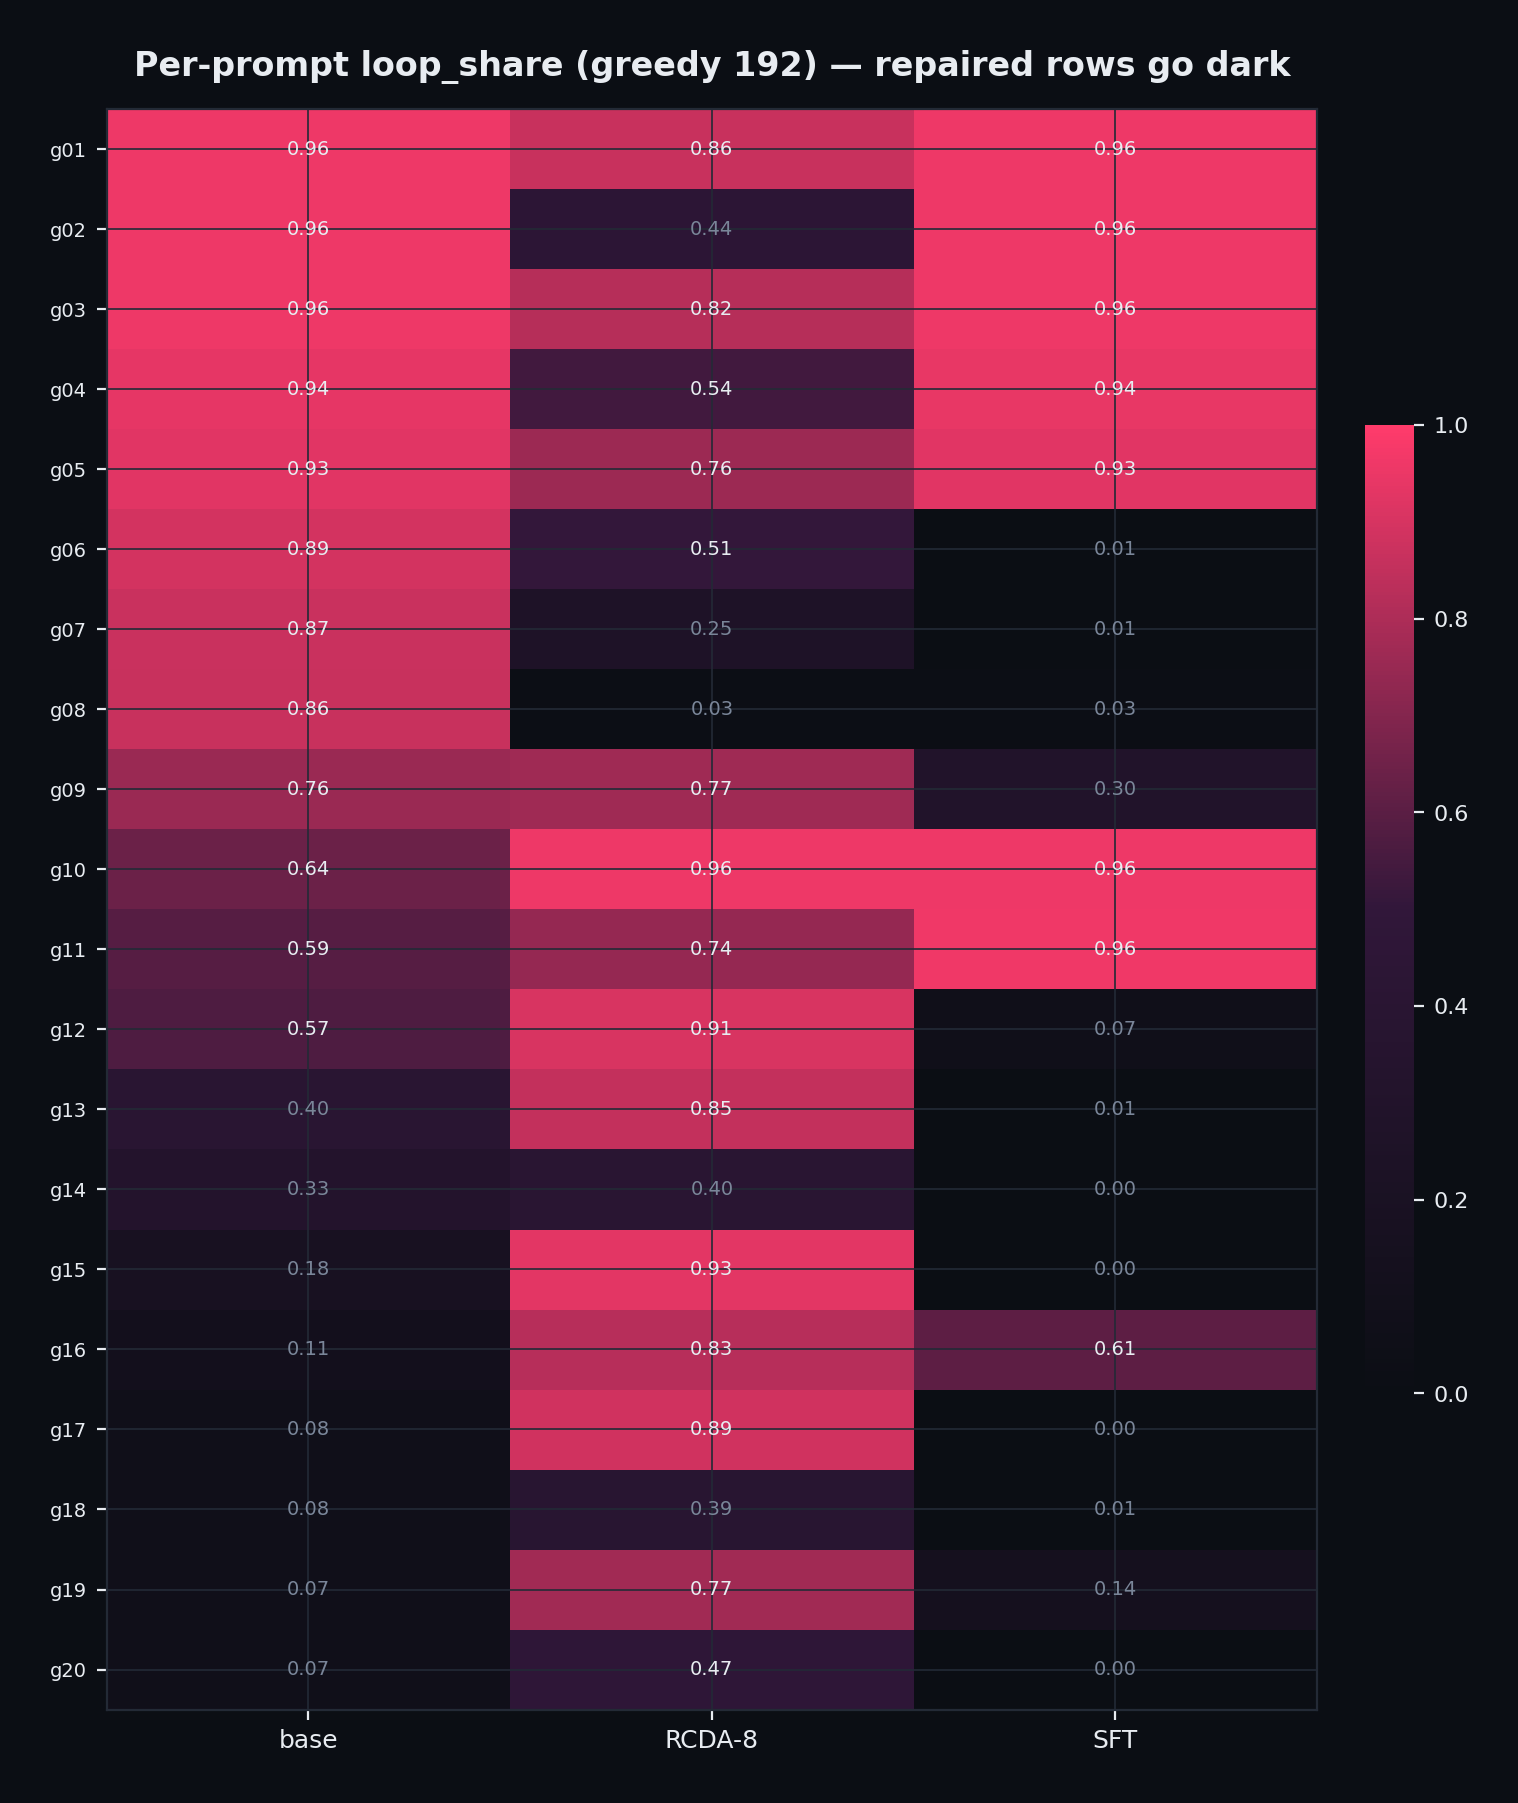 Per-prompt loop_share (greedy 192) — repaired rows go dark
g01 0.96 0.86 0.96
g02 0.96 0.44 0.96
g03 0.96 0.82 0.96
g04 0.94 0.54 0.94
g05 0.93 0.76 0.93
g06 0.89 0.51 0.01
g07 0.87 0.25 0.01
g08 0.86 0.03 0.03
g09 0.76 0.77 0.30
g10 0.64 0.96 0.96
g11 0.59 0.74 0.96
g12 0.57 0.91 0.07
g13 0.40 0.85 0.01
g14 0.33 0.40 0.00
g15 0.18 0.93 0.00
g16 0.11 0.83 0.61
g17 0.08 0.89 0.00
g18 0.08 0.39 0.01
g19 0.07 0.77 0.14
g20 0.07 0.47 0.00
base RCDA-8 SFT
1.0
0.8
0.6
0.4
0.2
0.0